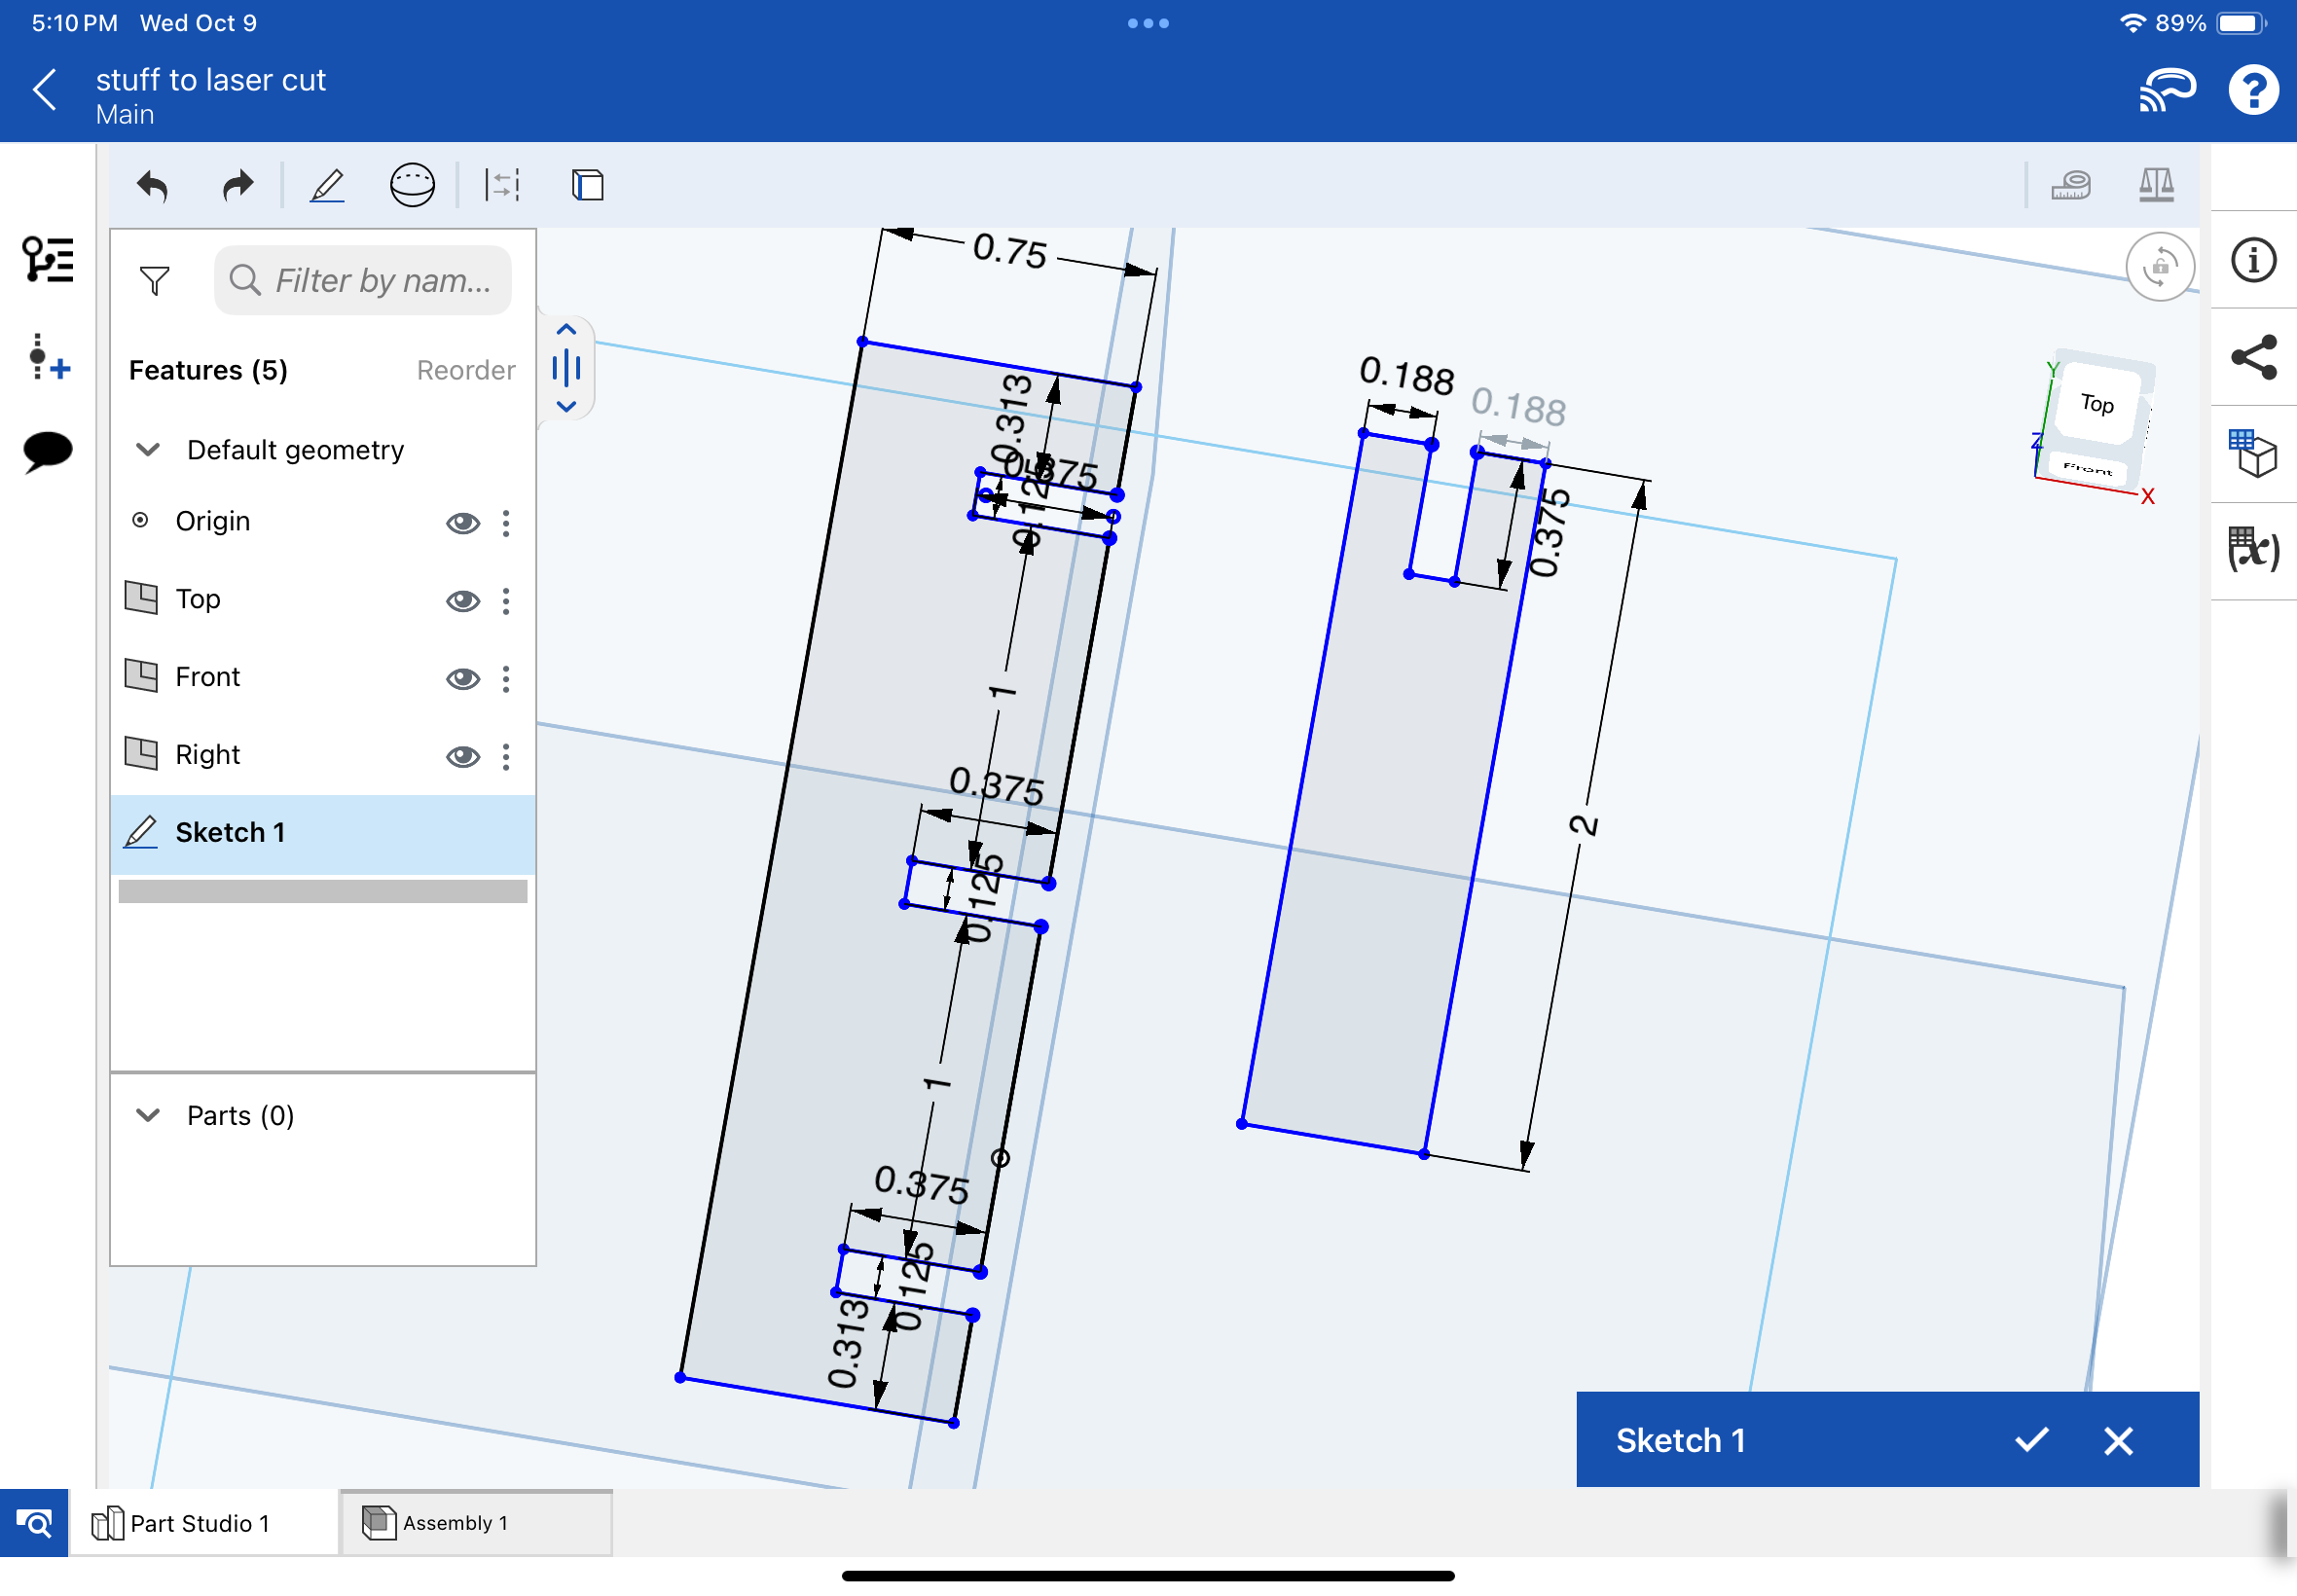 5:10 PM Wed Oct 9
89%
stuff to laser cut
Main
Filter by nam...
Features (5)
Reorder
Default geometry
Origin
Top
Front
Right
Sketch 1
Parts (0)
0.75
0.313
0.375
0.125
1
0.375
0.125
1
0.375
0.125
0.313
0.188
0.188
0.375
2
Y
Top
Z
Front
X
Sketch 1
Part Studio 1
Assembly 1